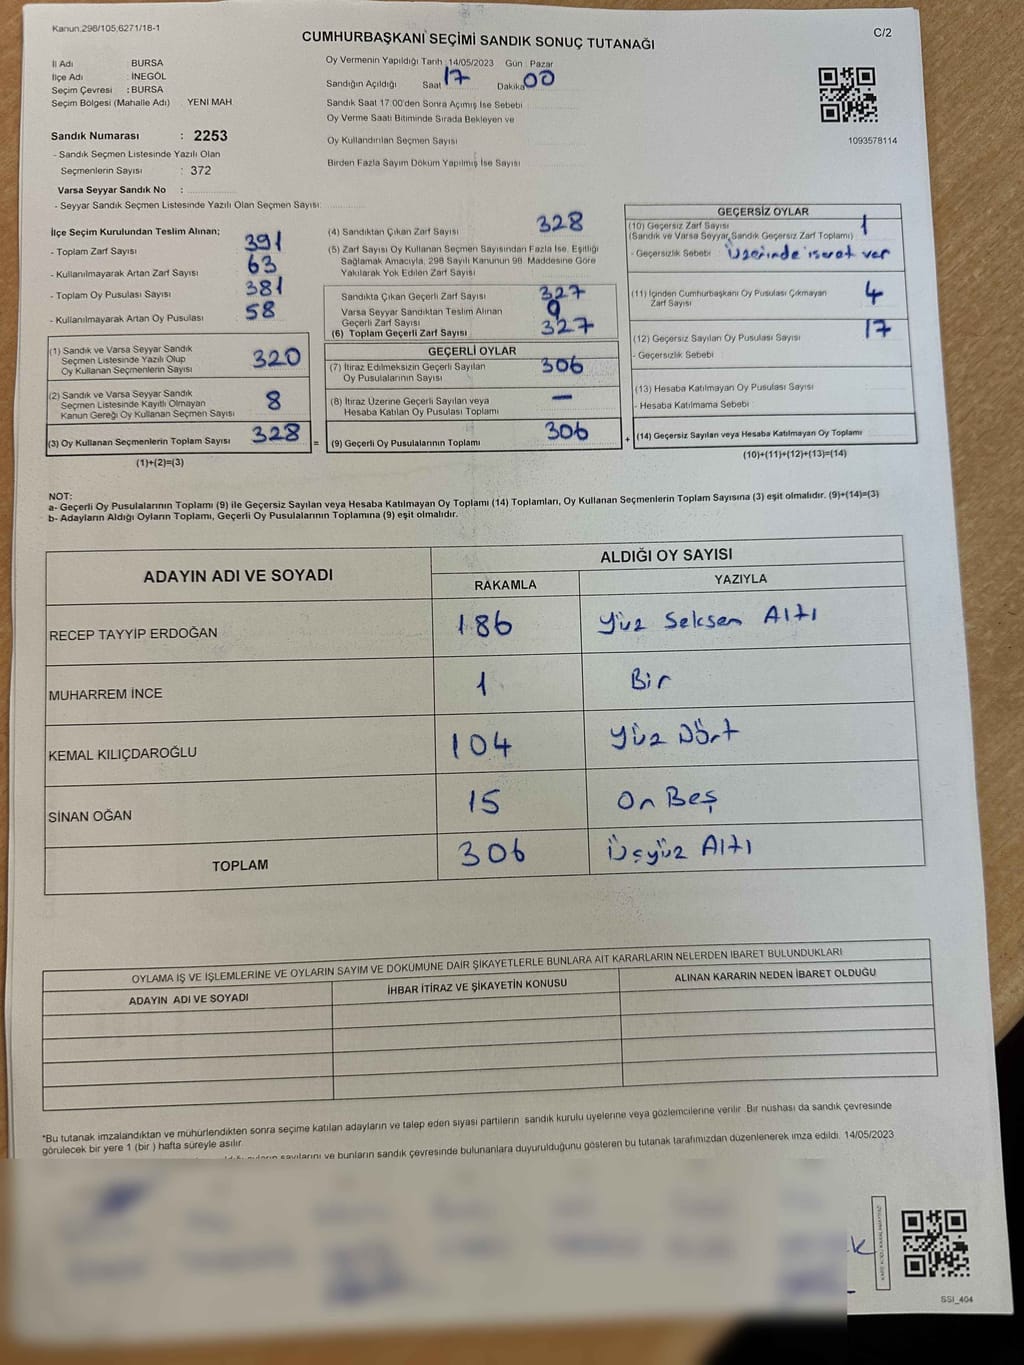 Kanun.298/105,6271/18-1
C/2
CUMHURBAŞKANI SEÇİMİ SANDIK SONUÇ TUTANAĞI
İl Adı BURSA
İlçe Adı İNEGÖL
Seçim Çevresi : BURSA
Seçim Bölgesi (Mahalle Adı) YENI MAH.
Sandık Numarası : 2253
- Sandık Seçmen Listesinde Yazılı Olan
Seçmenlerin Sayısı : 372
Varsa Seyyar Sandık No :
- Seyyar Sandık Seçmen Listesinde Yazılı Olan Seçmen Sayısı:
Oy Vermenin Yapıldığı Tarih :14/05/2023 Gün : Pazar
Sandığın Açıldığı Saat 17 Dakika 00
Sandık Saat 17:00'den Sonra Açımış İse Sebebi
Oy Verme Saati Bitiminde Sırada Bekleyen ve
Oy Kullandırılan Seçmen Sayısı
Birden Fazla Sayım Döküm Yapılmış İse Sayısı
1093578114
İlçe Seçim Kurulundan Teslim Alınan;
- Toplam Zarf Sayısı 391
- Kullanılmayarak Artan Zarf Sayısı 63
- Toplam Oy Pusulası Sayısı 381
- Kullanılmayarak Artan Oy Pusulası 58
(1) Sandık ve Varsa Seyyar Sandık
Seçmen Listesinde Yazılı Olup
Oy Kullanan Seçmenlerin Sayısı 320
(2) Sandık ve Varsa Seyyar Sandık
Seçmen Listesinde Kayıtlı Olmayan
Kanun Gereği Oy Kullanan Seçmen Sayısı 8
(3) Oy Kullanan Seçmenlerin Toplam Sayısı 328 =
(1)+(2)=(3)
(4) Sandıktan Çıkan Zarf Sayısı 328
(5) Zarf Sayısı Oy Kullanan Seçmen Sayısından Fazla İse, Eşitliği
Sağlamak Amacıyla, 298 Sayılı Kanunun 98. Maddesine Göre
Yakılarak Yok Edilen Zarf Sayısı
Sandıkta Çıkan Geçerli Zarf Sayısı 327
Varsa Seyyar Sandıktan Teslim Alınan
Geçerli Zarf Sayısı
(6) Toplam Geçerli Zarf Sayısı 327
GEÇERLİ OYLAR
(7) İtiraz Edilmeksizin Geçerli Sayılan
Oy Pusulalarının Sayısı 306
(8) İtiraz Üzerine Geçerli Sayılan veya
Hesaba Katılan Oy Pusulası Toplamı —
(9) Geçerli Oy Pusulalarının Toplamı 306 +
GEÇERSİZ OYLAR
(10) Geçersiz Zarf Sayısı 1
(Sandık ve Varsa Seyyar Sandık Geçersiz Zarf Toplamı)
- Geçersizlik Sebebi Üzerinde işaret var
(11) İçinden Cumhurbaşkanı Oy Pusulası Çıkmayan
Zarf Sayısı 4
(12) Geçersiz Sayılan Oy Pusulası Sayısı 17
- Geçersizlik Sebebi
(13) Hesaba Katılmayan Oy Pusulası Sayısı
- Hesaba Katılmama Sebebi
(14) Geçersiz Sayılan veya Hesaba Katılmayan Oy Toplamı
(10)+(11)+(12)+(13)=(14)
NOT:
a- Geçerli Oy Pusulalarının Toplamı (9) ile Geçersiz Sayılan veya Hesaba Katılmayan Oy Toplamı (14) Toplamları, Oy Kullanan Seçmenlerin Toplam Sayısına (3) eşit olmalıdır. (9)+(14)=(3)
b- Adayların Aldığı Oyların Toplamı, Geçerli Oy Pusulalarının Toplamına (9) eşit olmalıdır.
ADAYIN ADI VE SOYADI
ALDIĞI OY SAYISI
RAKAMLA YAZIYLA
RECEP TAYYİP ERDOĞAN 186 Yüz Seksen Altı
MUHARREM İNCE 1 Bir
KEMAL KILIÇDAROĞLU 104 Yüz Dört
SİNAN OĞAN 15 On Beş
TOPLAM 306 Üçyüz Altı
OYLAMA İŞ VE İŞLEMLERİNE VE OYLARIN SAYIM VE DÖKÜMÜNE DAİR ŞİKAYETLERLE BUNLARA AİT KARARLARIN NELERDEN İBARET BULUNDUKLARI
ADAYIN ADI VE SOYADI İHBAR İTİRAZ VE ŞİKAYETİN KONUSU ALINAN KARARIN NEDEN İBARET OLDUĞU
*Bu tutanak imzalandıktan ve mühürlendikten sonra seçime katılan adayların ve talep eden siyasi partilerin sandık kurulu üyelerine veya gözlemcilerine verilir. Bir nüshası da sandık çevresinde
görülecek bir yere 1 (bir ) hafta süreyle asılır.
sayılarını ve bunların sandık çevresinde bulunanlara duyurulduğunu gösteren bu tutanak tarafımızdan düzenlenerek imza edildi. 14/05/2023
SSI_404